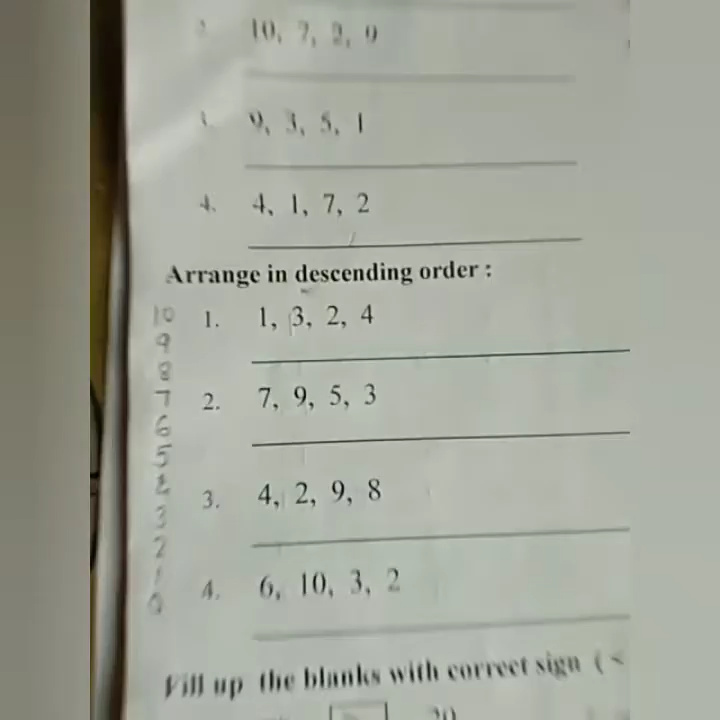 10, 7, 2, 9
9, 3, 5, 1
4. 4, 1, 7, 2
Arrange in descending order :
10
1. 1, 3, 2, 4
9
8
7
2. 7, 9, 5, 3
6
5
3. 4, 2, 9, 8
3
2
1
4. 6, 10, 3, 2
0
Fill up the blanks with correct sign ( <